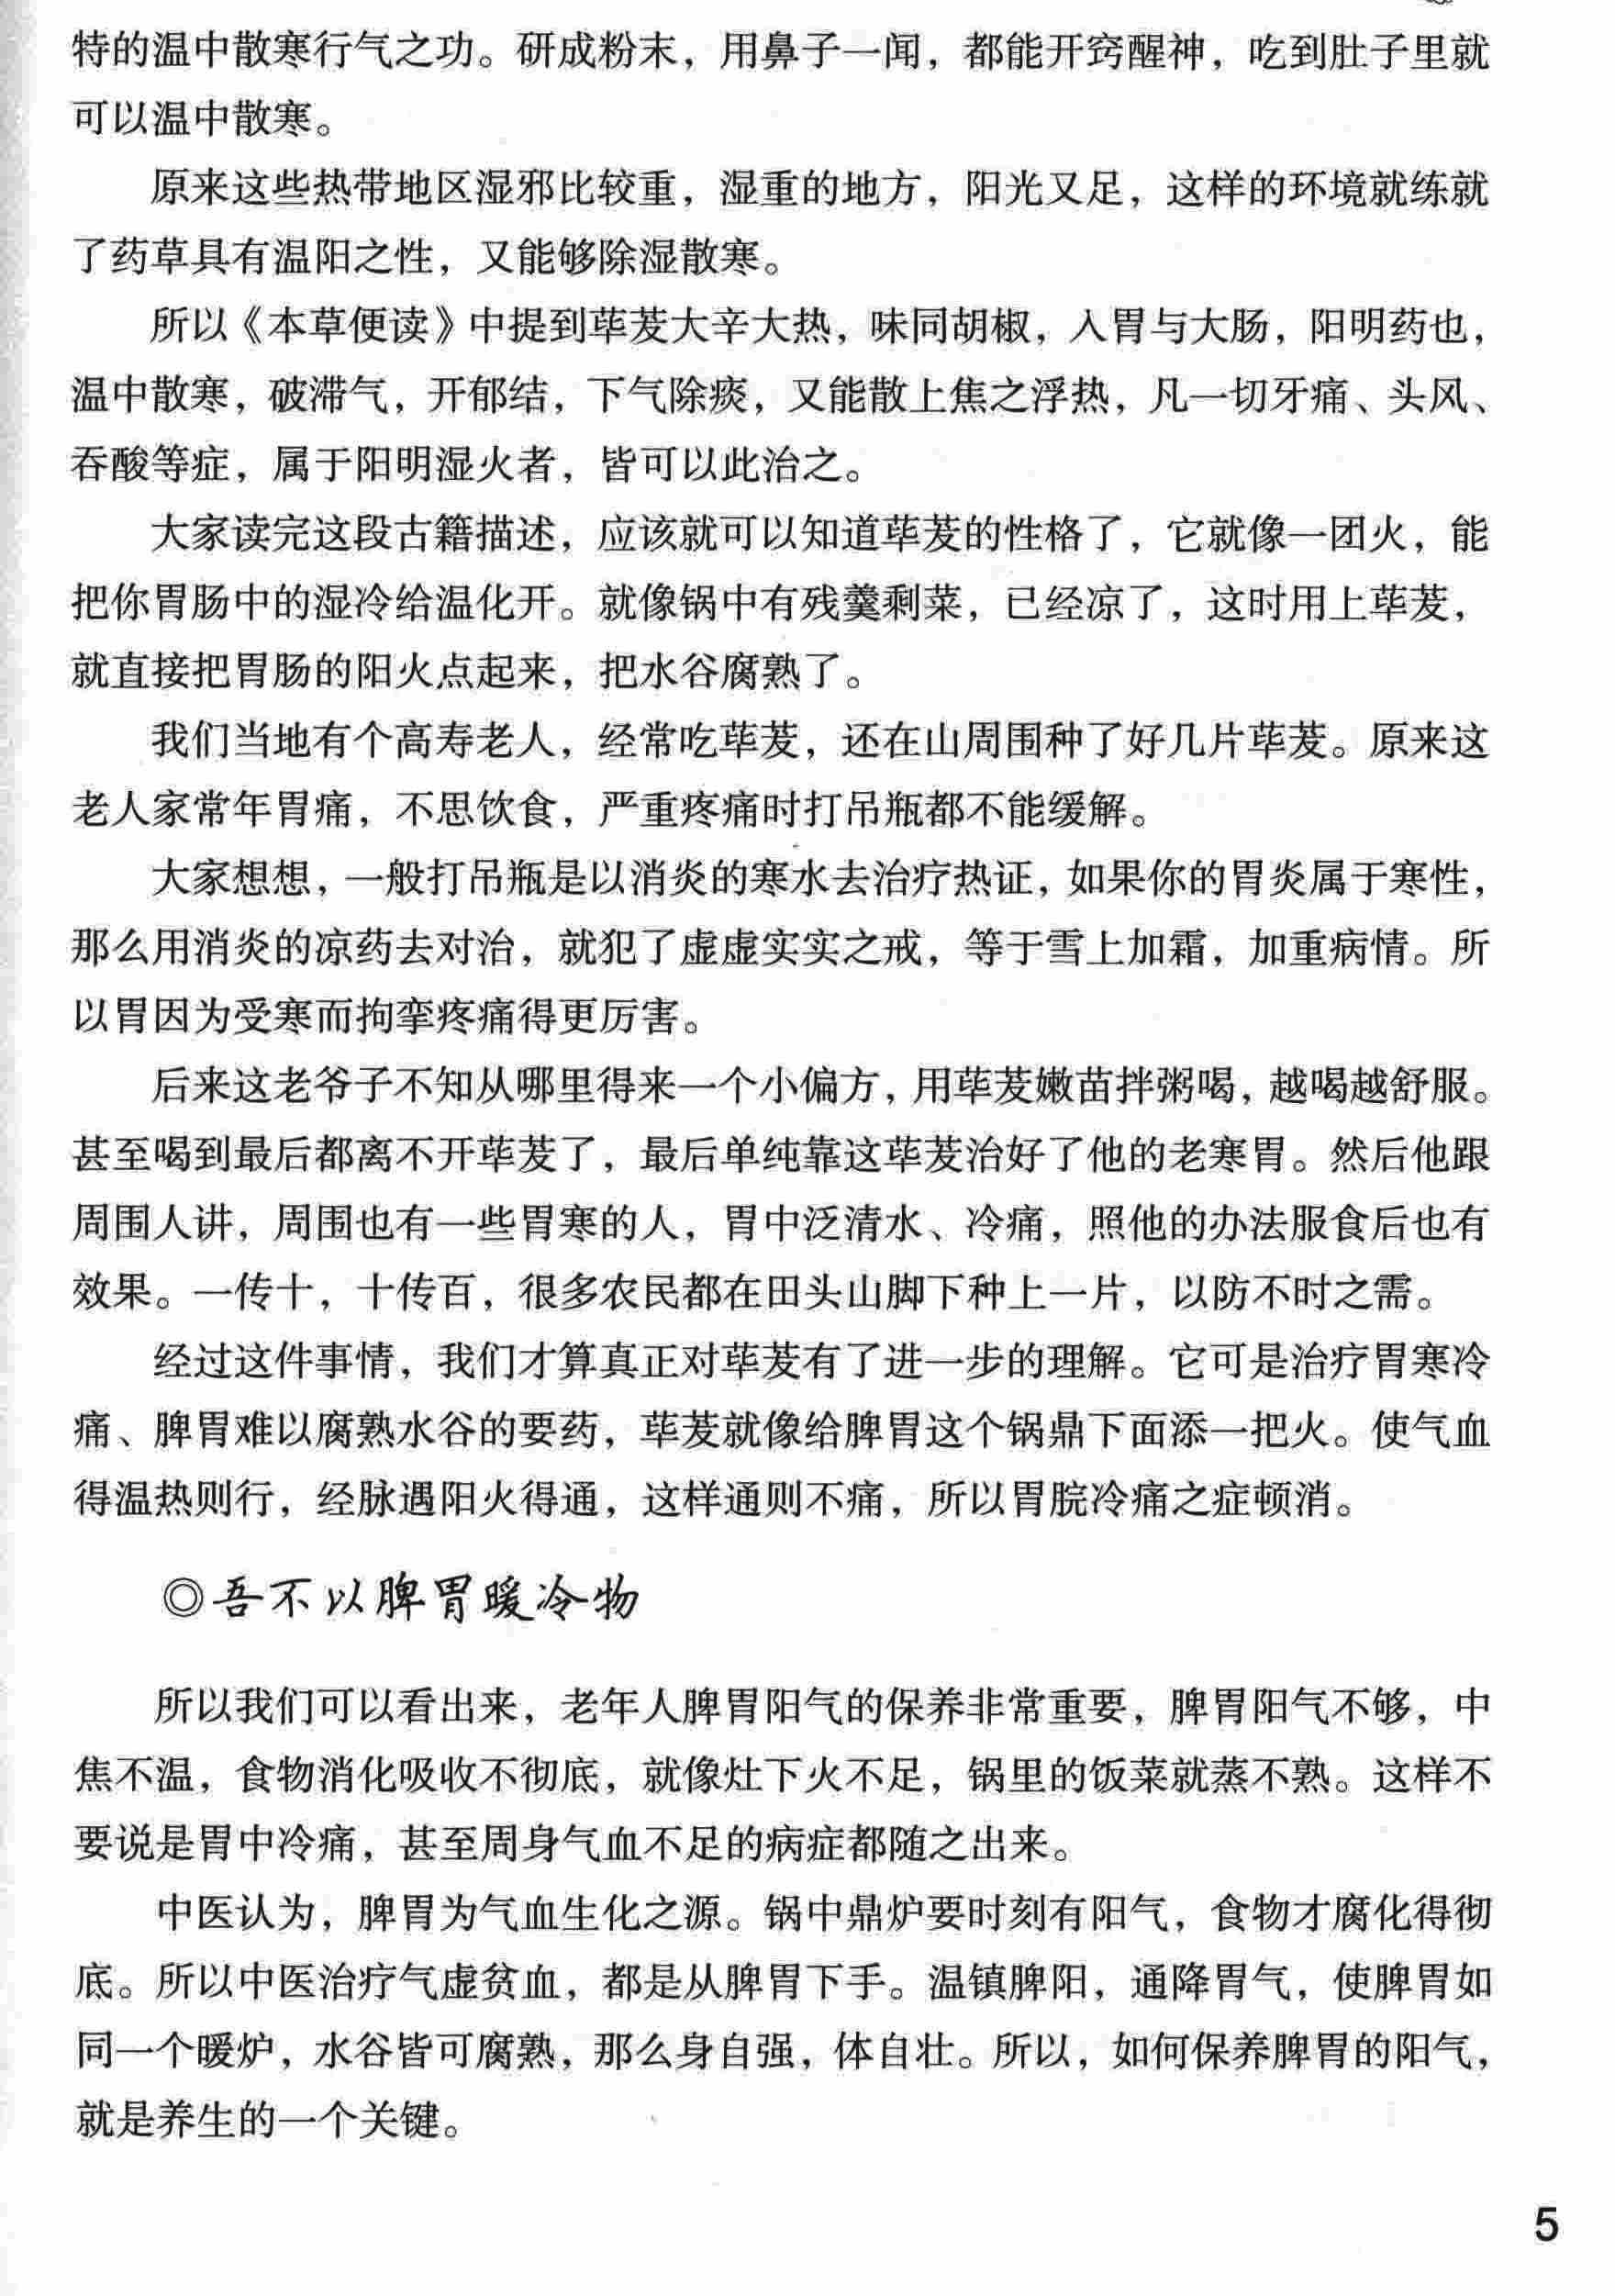 特的温中散寒行气之功。研成粉末，用鼻子一闻，都能开窍醒神，吃到肚子里就
可以温中散寒。
原来这些热带地区湿邪比较重，湿重的地方，阳光又足，这样的环境就练就
了药草具有温阳之性，又能够除湿散寒。
所以《本草便读》中提到荜茇大辛大热，味同胡椒，入胃与大肠，阳明药也，
温中散寒，破滞气，开郁结，下气除痰，又能散上焦之浮热，凡一切牙痛、头风、
吞酸等症，属于阳明湿火者，皆可以此治之。
大家读完这段古籍描述，应该就可以知道荜茇的性格了，它就像一团火，能
把你胃肠中的湿冷给温化开。就像锅中有残羹剩菜，已经凉了，这时用上荜茇，
就直接把胃肠的阳火点起来，把水谷腐熟了。
我们当地有个高寿老人，经常吃荜茇，还在山周围种了好几片荜茇。原来这
老人家常年胃痛，不思饮食，严重疼痛时打吊瓶都不能缓解。
大家想想，一般打吊瓶是以消炎的寒水去治疗热证，如果你的胃炎属于寒性，
那么用消炎的凉药去对治，就犯了虚虚实实之戒，等于雪上加霜，加重病情。所
以胃因为受寒而拘挛疼痛得更厉害。
后来这老爷子不知从哪里得来一个小偏方，用荜茇嫩苗拌粥喝，越喝越舒服。
甚至喝到最后都离不开荜茇了，最后单纯靠这荜茇治好了他的老寒胃。然后他跟
周围人讲，周围也有一些胃寒的人，胃中泛清水、冷痛，照他的办法服食后也有
效果。一传十，十传百，很多农民都在田头山脚下种上一片，以防不时之需。
经过这件事情，我们才算真正对荜茇有了进一步的理解。它可是治疗胃寒冷
痛、脾胃难以腐熟水谷的要药，荜茇就像给脾胃这个锅鼎下面添一把火。使气血
得温热则行，经脉遇阳火得通，这样通则不痛，所以胃脘冷痛之症顿消。
◎吾不以脾胃暖冷物
所以我们可以看出来，老年人脾胃阳气的保养非常重要，脾胃阳气不够，中
焦不温，食物消化吸收不彻底，就像灶下火不足，锅里的饭菜就蒸不熟。这样不
要说是胃中冷痛，甚至周身气血不足的病症都随之出来。
中医认为，脾胃为气血生化之源。锅中鼎炉要时刻有阳气，食物才腐化得彻
底。所以中医治疗气虚贫血，都是从脾胃下手。温镇脾阳，通降胃气，使脾胃如
同一个暖炉，水谷皆可腐熟，那么身自强，体自壮。所以，如何保养脾胃的阳气，
就是养生的一个关键。
5